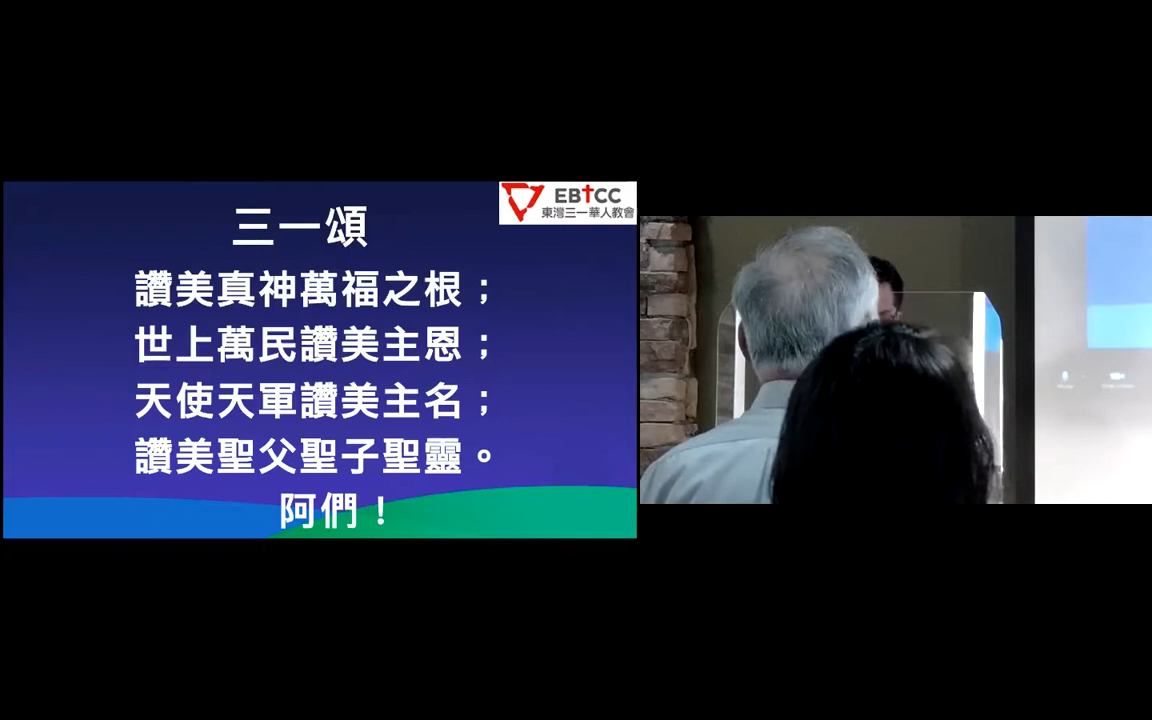 EBTCC
東灣三一華人教會
三一頌
讚美真神萬福之根；
世上萬民讚美主恩；
天使天軍讚美主名；
讚美聖父聖子聖靈。
阿們！